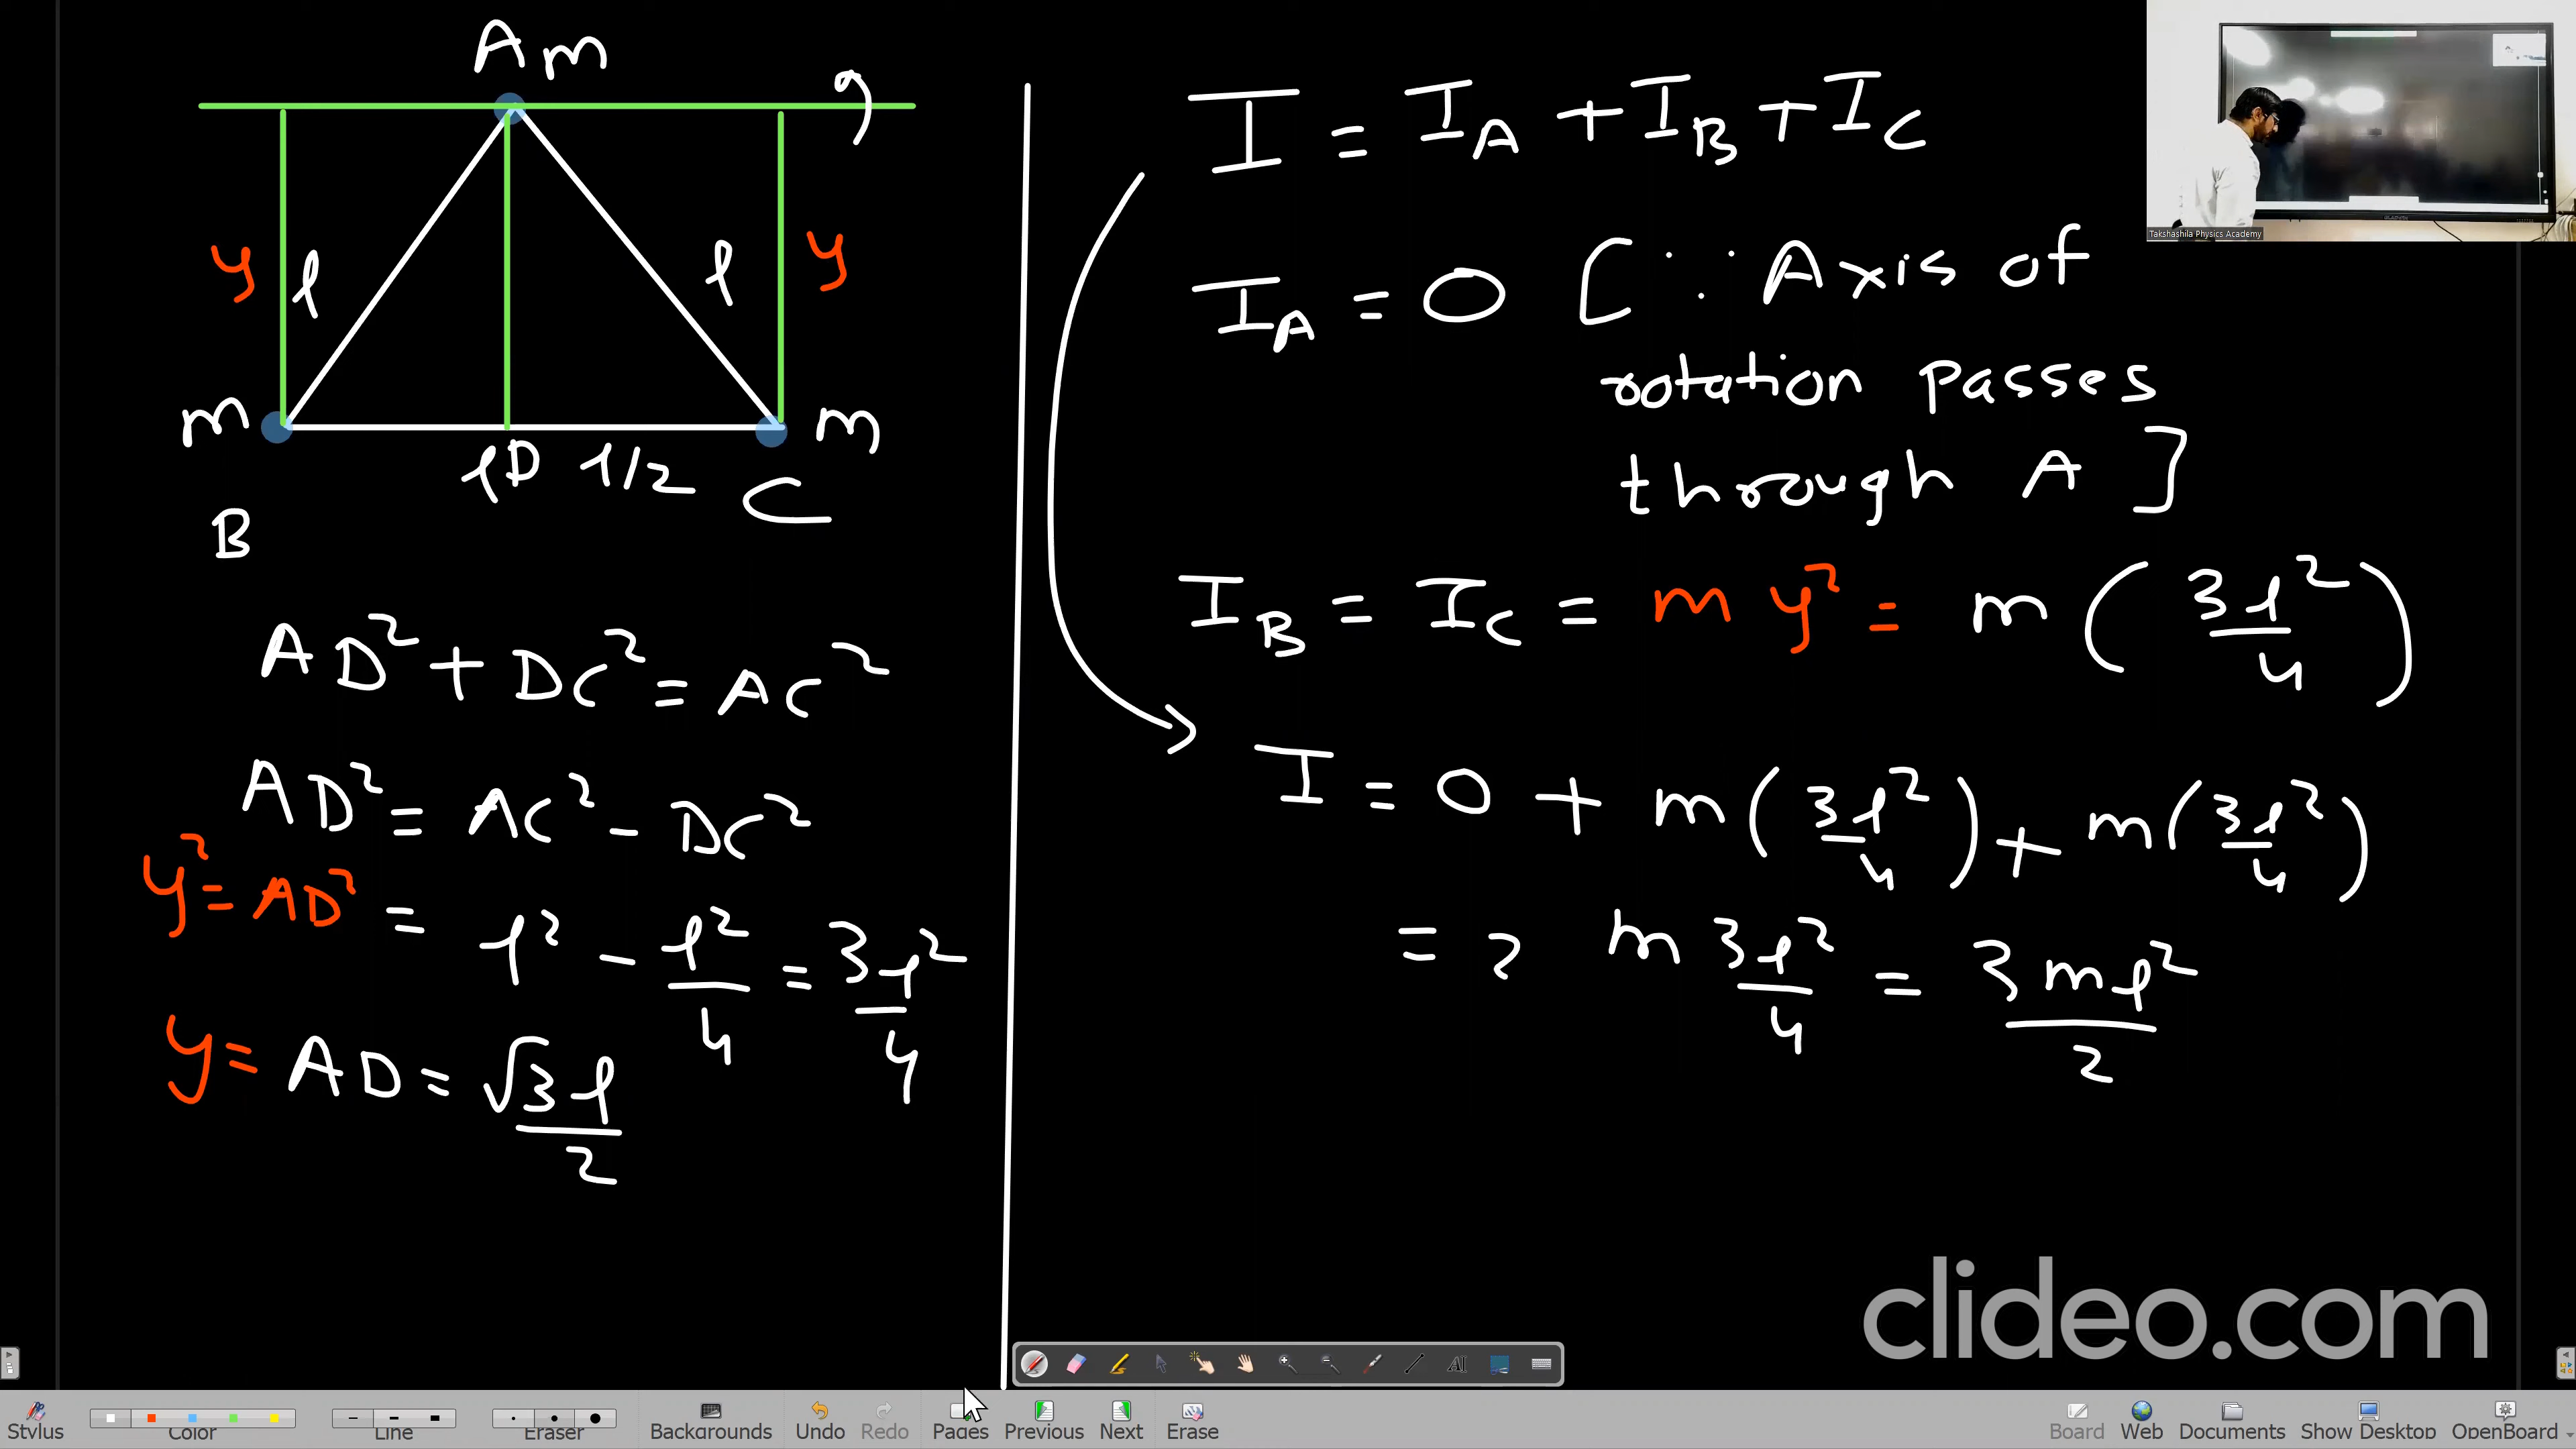 A m
y l l y
m m
l D l/2 C
B
AD² + DC² = AC²
AD² = AC² - DC²
y² = AD² = l² - l²/4 = 3l²/4
y = AD = √3 l/2
I = I_A + I_B + I_C
I_A = 0 [∵ Axis of
rotation passes
through A]
I_B = I_C = m y² = m (3l²/4)
I = 0 + m(3l²/4) + m(3l²/4)
= 2 m 3l²/4 = 3ml²/2
Takshashila Physics Academy
clideo.com
Stylus Color Line Eraser Backgrounds Undo Redo Pages Previous Next Erase Board Web Documents Show Desktop OpenBoard